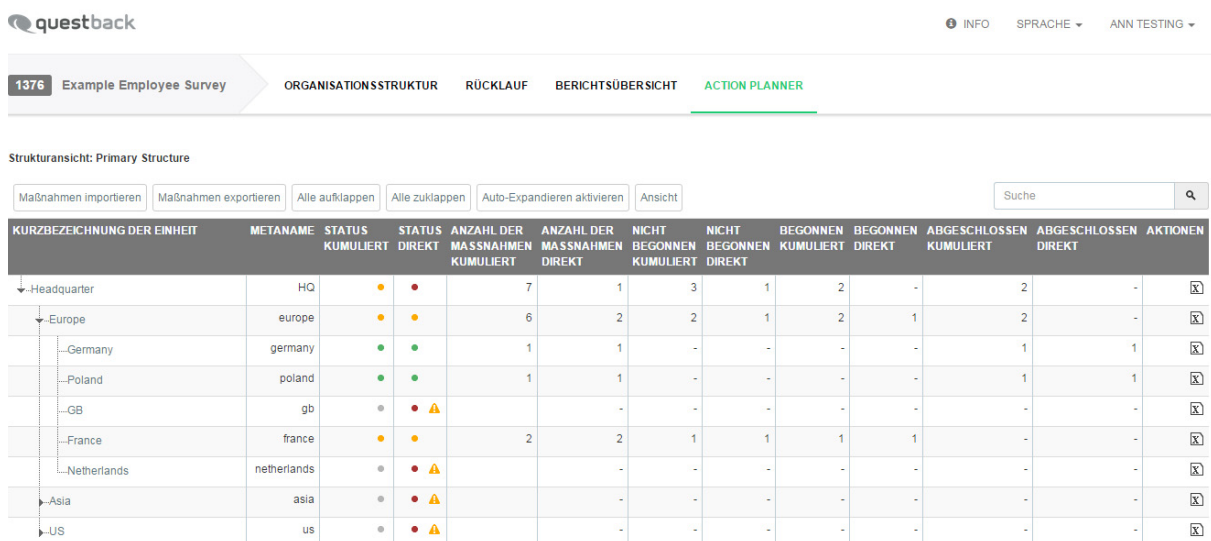 questback
INFO SPRACHE ANN TESTING
1376 Example Employee Survey ORGANISATIONSSTRUKTUR RÜCKLAUF BERICHTSÜBERSICHT ACTION PLANNER
Strukturansicht: Primary Structure
Maßnahmen importieren Maßnahmen exportieren Alle aufklappen Alle zuklappen Auto-Expandieren aktivieren Ansicht Suche
KURZBEZEICHNUNG DER EINHEIT METANAME STATUS STATUS ANZAHL DER ANZAHL DER NICHT NICHT BEGONNEN BEGONNEN ABGESCHLOSSEN ABGESCHLOSSEN AKTIONEN
KUMULIERT DIREKT MASSNAHMEN MASSNAHMEN BEGONNEN BEGONNEN KUMULIERT DIREKT KUMULIERT DIREKT
KUMULIERT DIREKT KUMULIERT DIREKT
Headquarter HQ 7 1 3 1 2 - 2 -
Europe europe 6 2 2 1 2 1 2 -
Germany germany 1 1 - - - - 1 1
Poland poland 1 1 - - - - 1 1
GB gb - - - - - - -
France france 2 2 1 1 1 1 - -
Netherlands netherlands - - - - - - -
Asia asia - - - - - - -
US us - - - - - - -